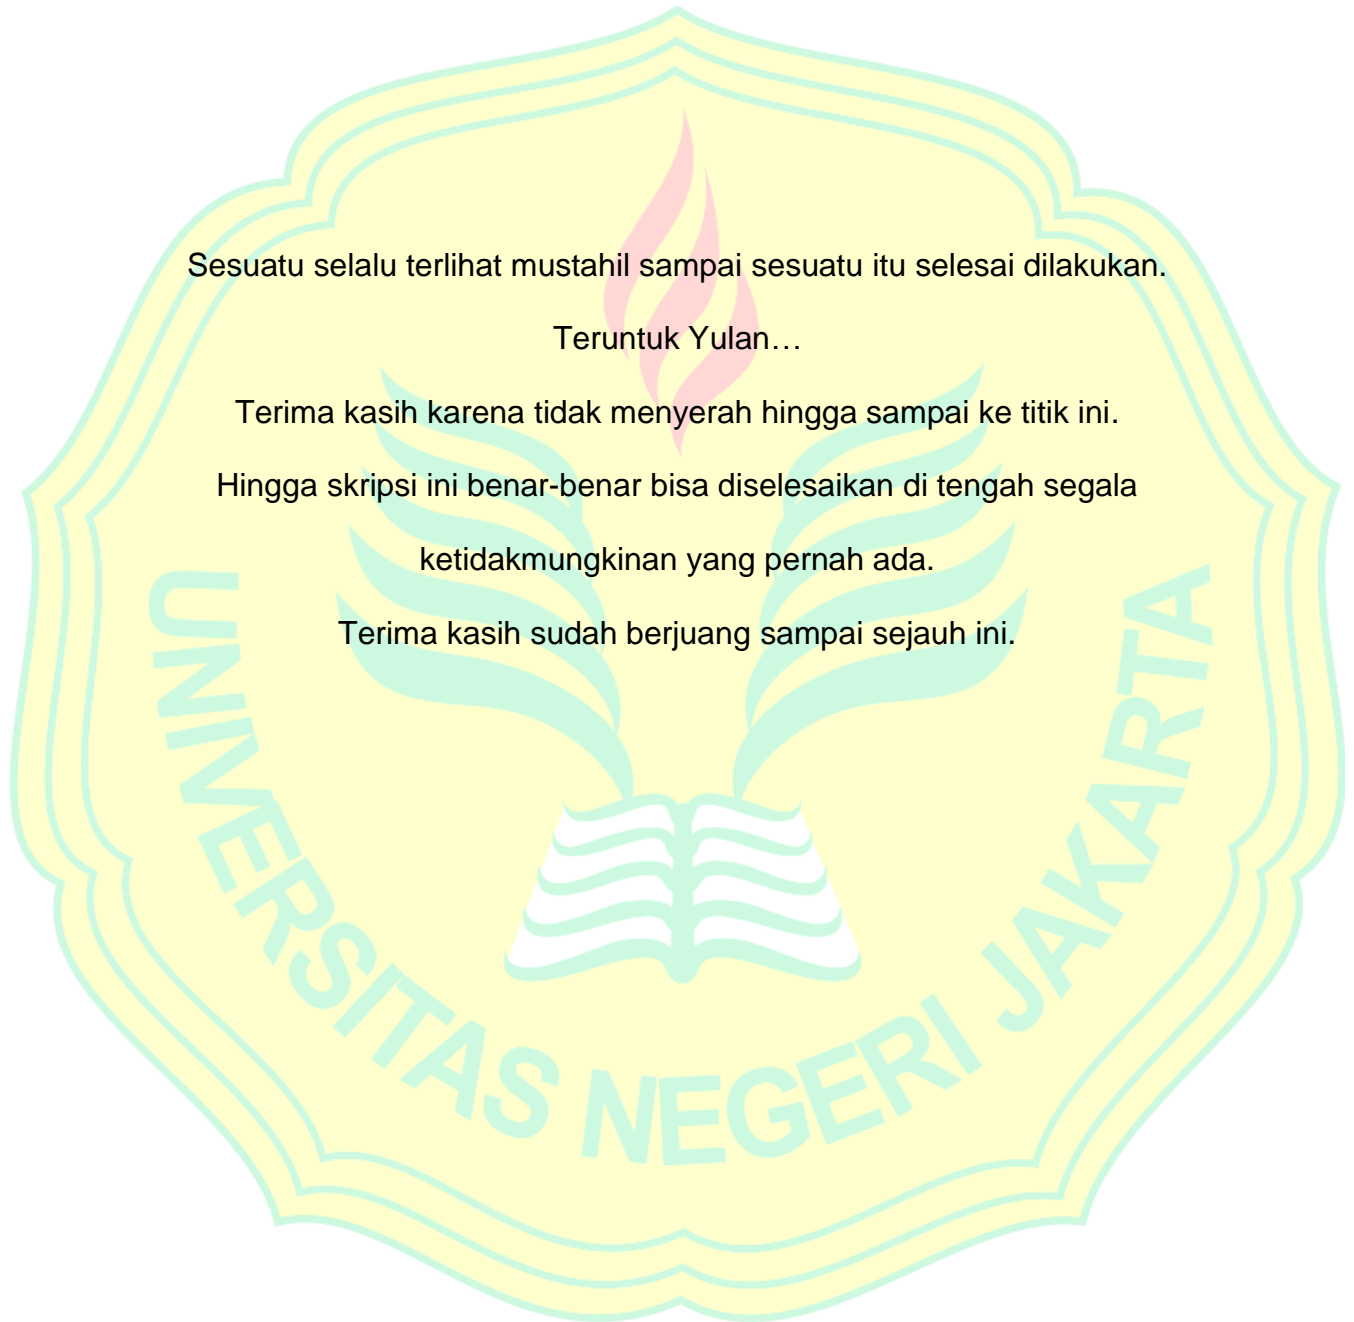 Sesuatu selalu terlihat mustahil sampai sesuatu itu selesai dilakukan.
Teruntuk Yulan…
Terima kasih karena tidak menyerah hingga sampai ke titik ini.
Hingga skripsi ini benar-benar bisa diselesaikan di tengah segala
ketidakmungkinan yang pernah ada.
Terima kasih sudah berjuang sampai sejauh ini.
UNIVERSITAS NEGERI JAKARTA